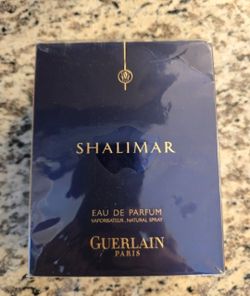 SHALIMAR
EAU DE PARFUM
VAPORISATEUR . NATURAL SPRAY
GUERLAIN
PARIS